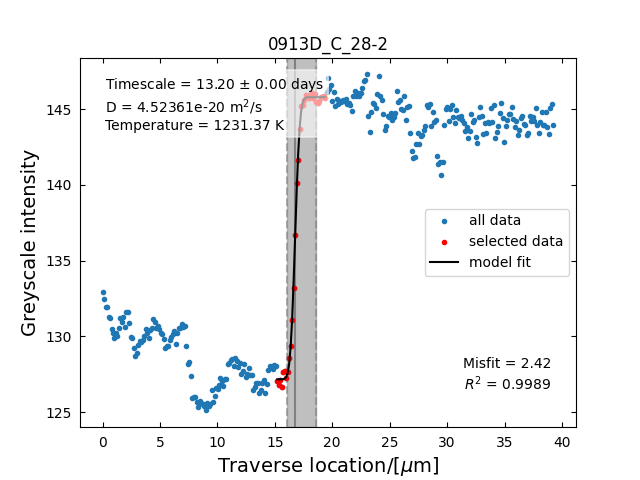 0913D_C_28-2
Timescale = 13.20 ± 0.00 days
D = 4.52361e-20 m²/s
Temperature = 1231.37 K
145
140
135
130
125
Greyscale intensity
all data
selected data
model fit
Misfit = 2.42
R² = 0.9989
0 5 10 15 20 25 30 35 40
Traverse location/[μm]